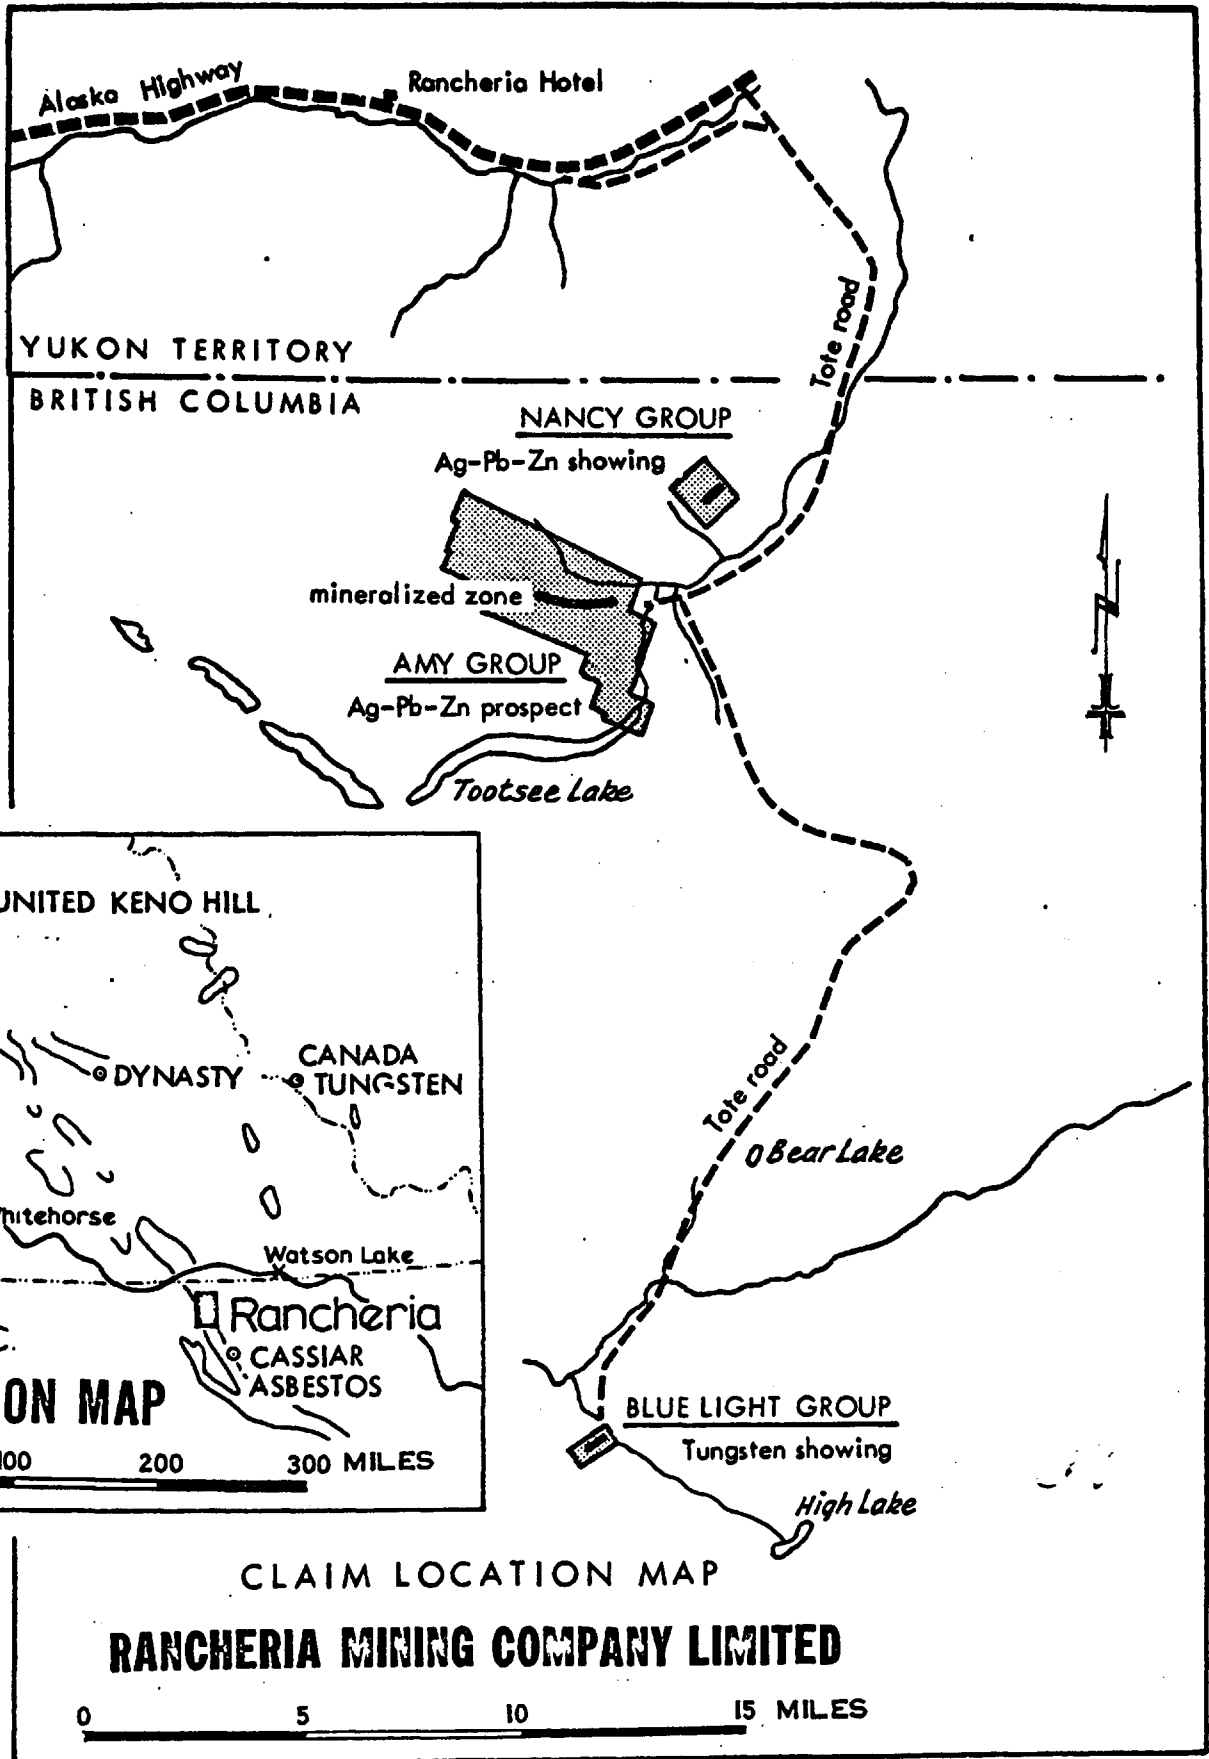 Alaska Highway
Rancheria Hotel
Tote road
YUKON TERRITORY
BRITISH COLUMBIA
NANCY GROUP
Ag-Pb-Zn showing
mineralized zone
AMY GROUP
Ag-Pb-Zn prospect
Tootsee Lake
UNITED KENO HILL
DYNASTY
CANADA
TUNGSTEN
hitehorse
Watson Lake
Rancheria
CASSIAR
ASBESTOS
ON MAP
100 200 300 MILES
Tote road
Bear Lake
BLUE LIGHT GROUP
Tungsten showing
High Lake
CLAIM LOCATION MAP
RANCHERIA MINING COMPANY LIMITED
0 5 10 15 MILES